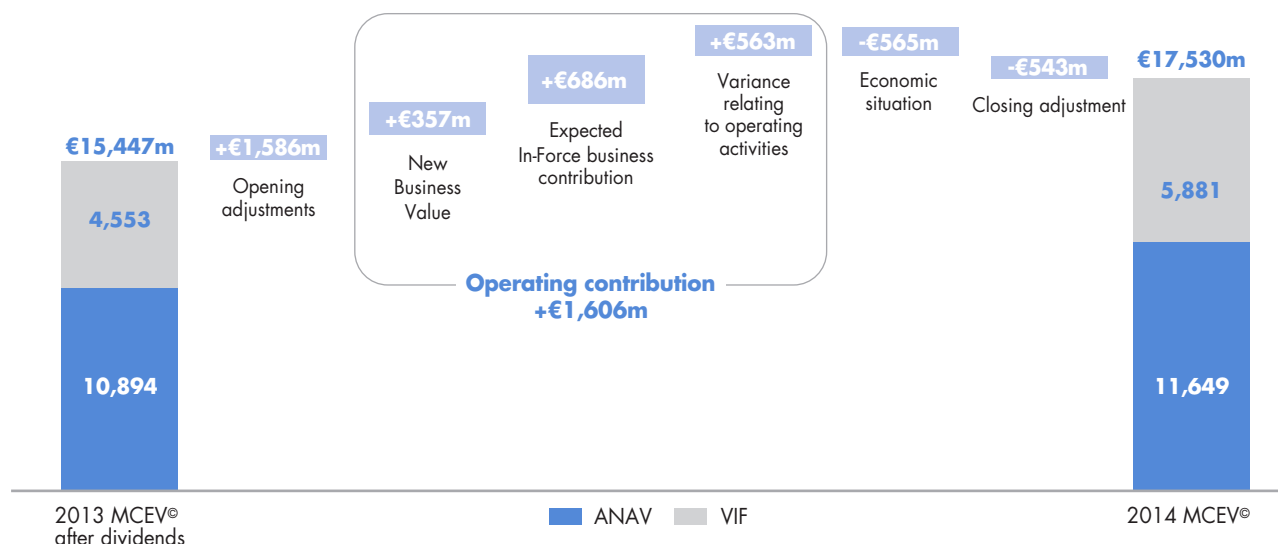 €15,447m
4,553
10,894
2013 MCEV©
after dividends
+€1,586m
Opening
adjustments
+€357m
New
Business
Value
+€686m
Expected
In-Force business
contribution
+€563m
Variance
relating
to operating
activities
Operating contribution
+€1,606m
-€565m
Economic
situation
-€543m
Closing adjustment
€17,530m
5,881
11,649
2014 MCEV©
ANAV
VIF